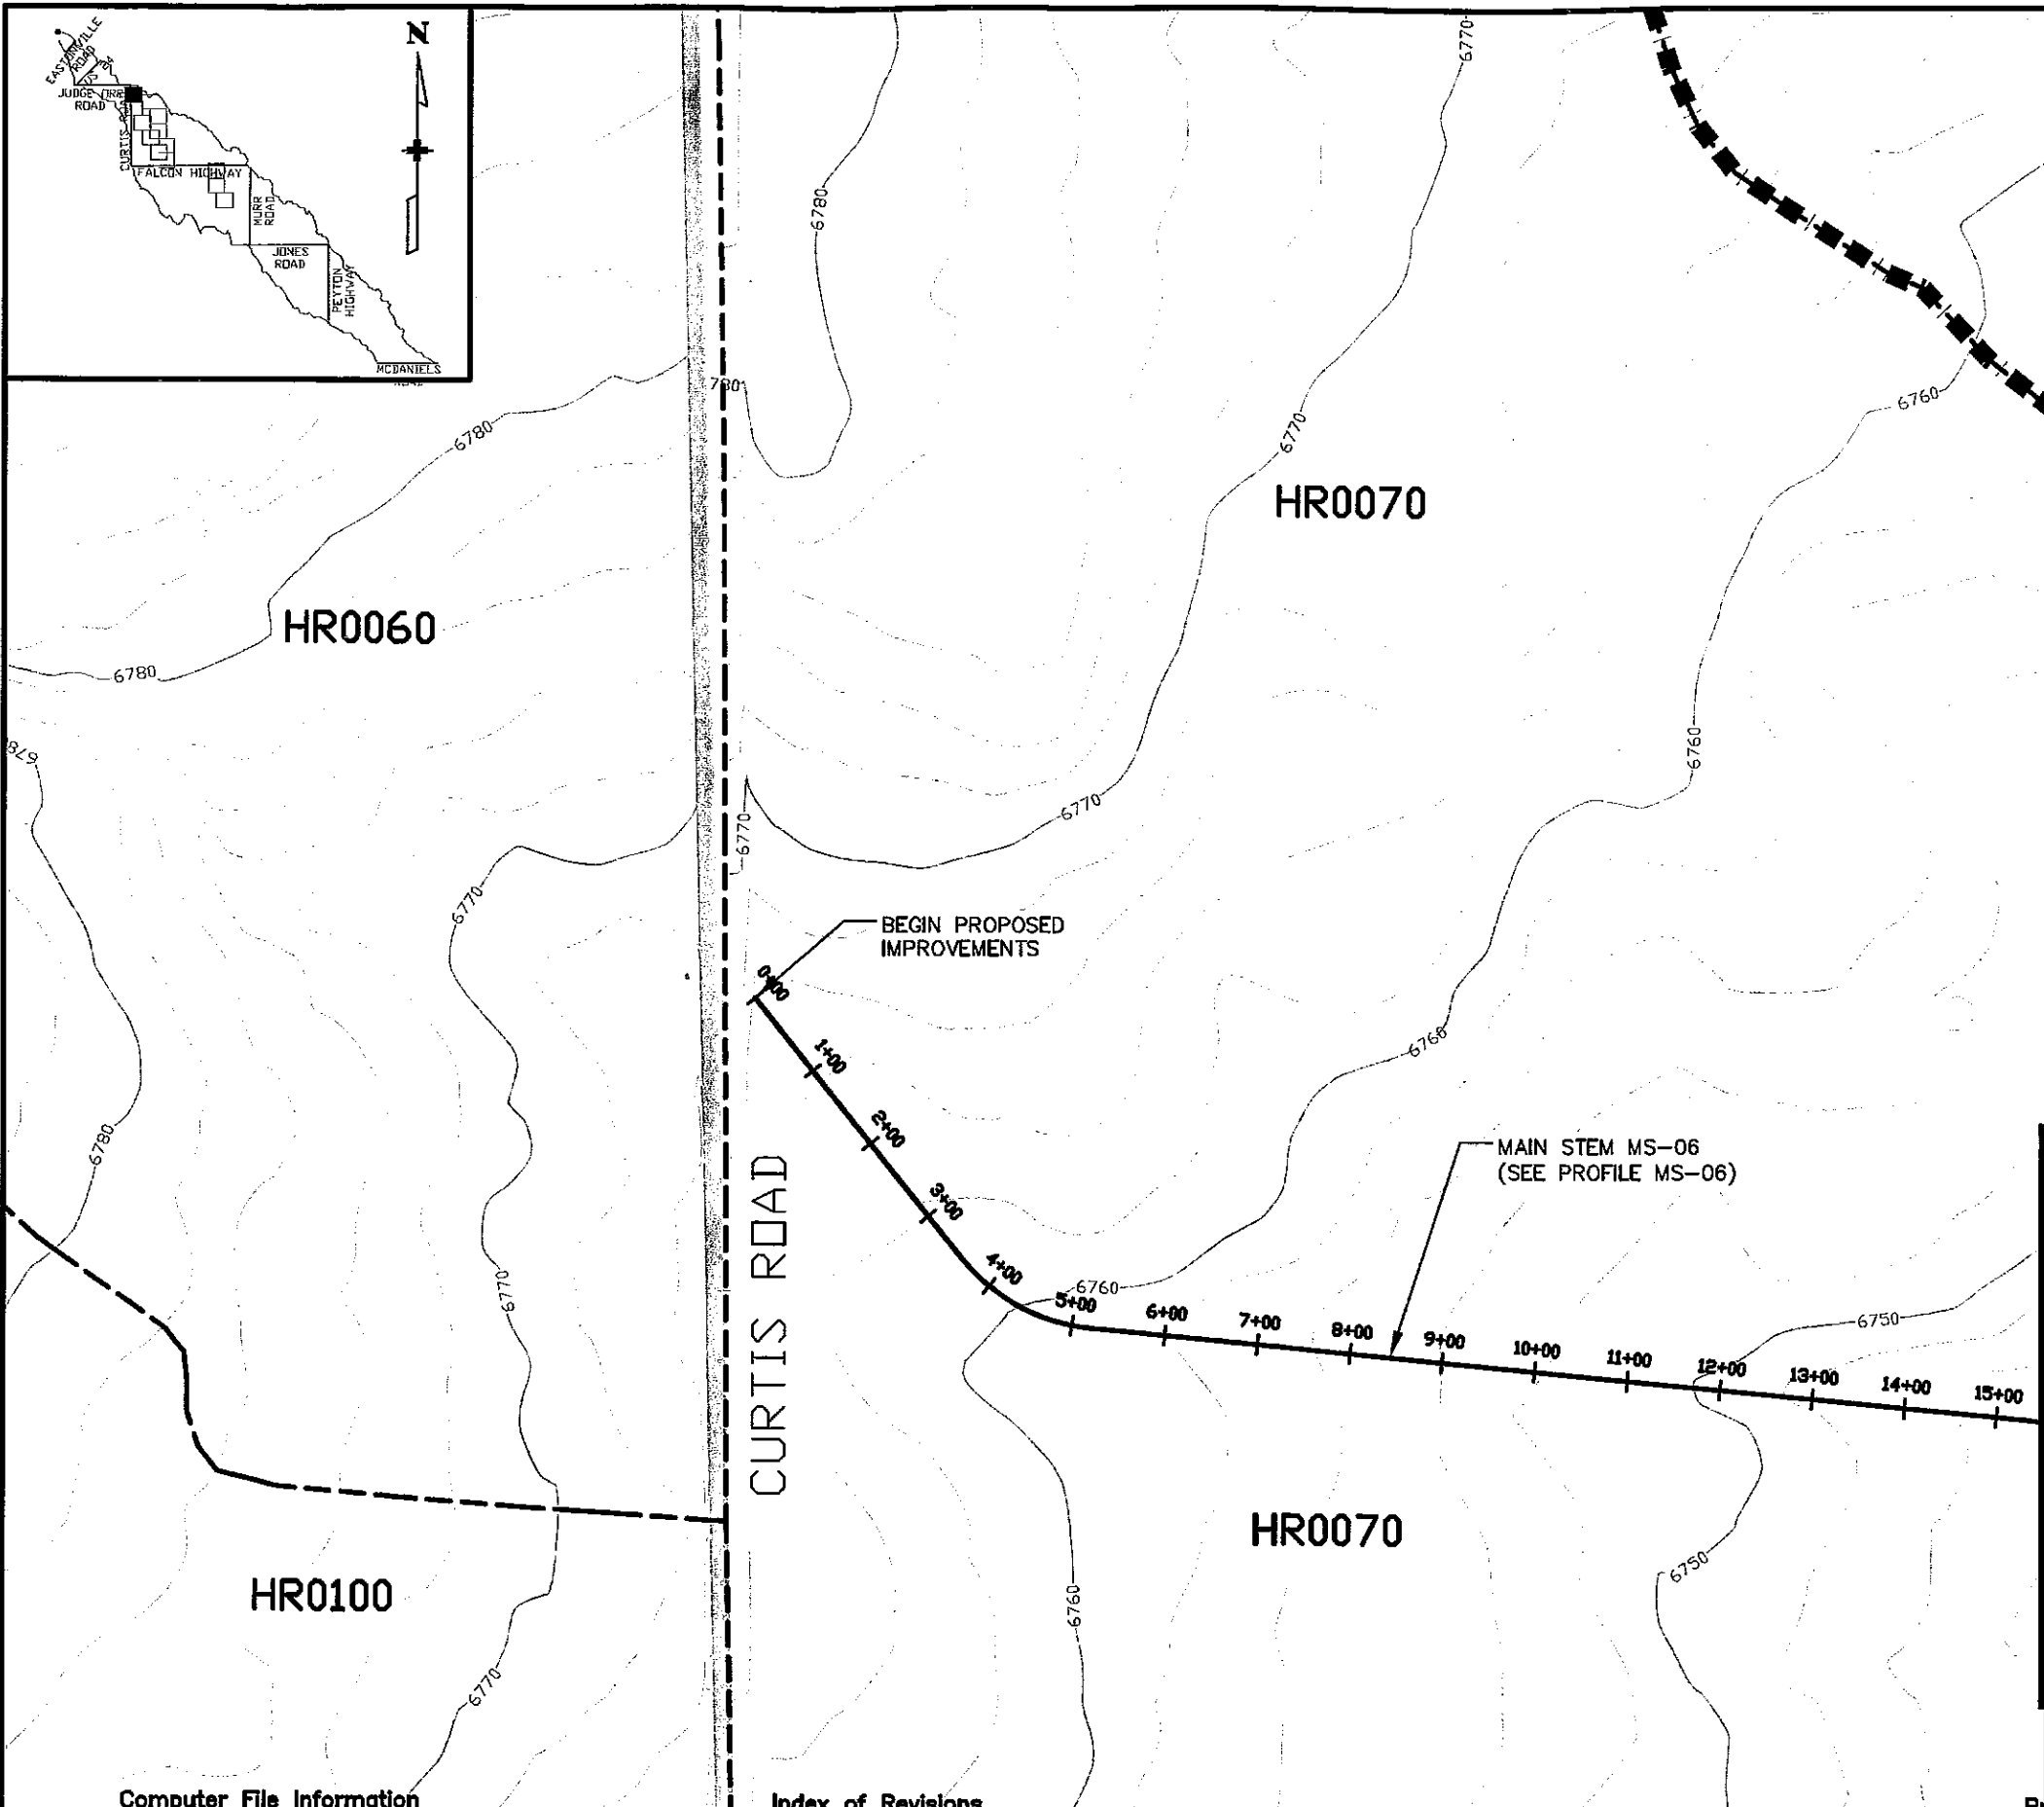 EASTONVILLE
ROAD
US
JUDGE ORR
ROAD
CURTIS ROAD
FALCON HIGHWAY
MURR
ROAD
JONES
ROAD
PEYTON
HIGHWAY
MCDANIELS
N
6770
6780
780
6780
6770
6760
HR0070
HR0060
6780
678
6760
6770
6770
6770
BEGIN PROPOSED
IMPROVEMENTS
0+00
1+00
6760
2+00
6780
MAIN STEM MS-06
(SEE PROFILE MS-06)
3+00
4+00
6770
6760
5+00
6+00
7+00
8+00
9+00
10+00
11+00
12+00
13+00
14+00
15+00
6750
CURTIS ROAD
HR0070
HR0100
6750
6760
6770
Computer File Information
Index of Revisions